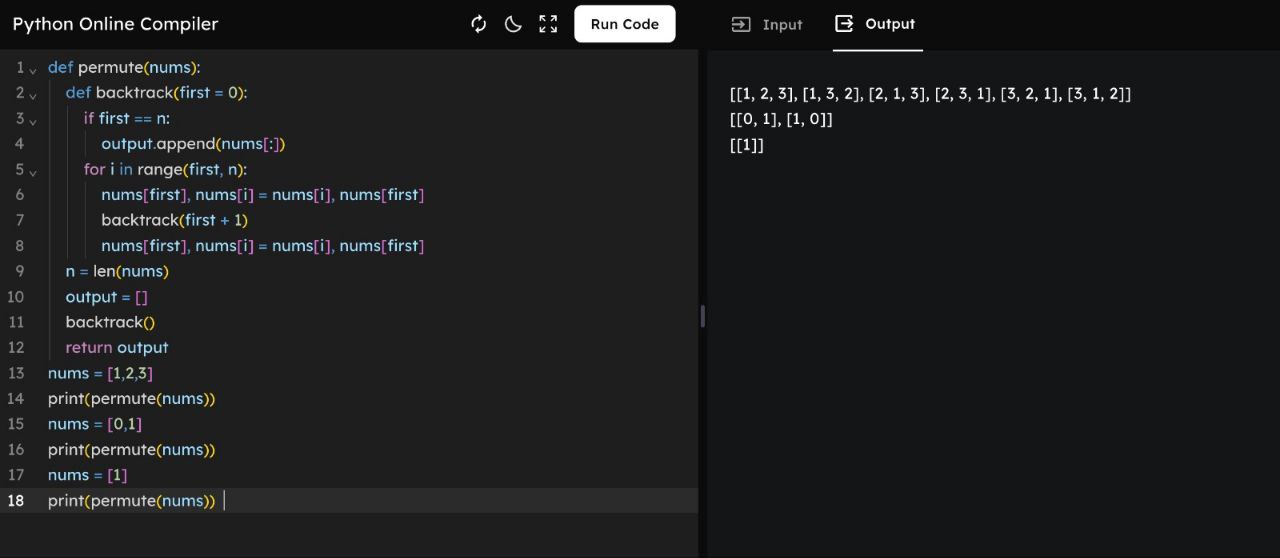 Python Online Compiler
Run Code
Input
Output
1 def permute(nums):
2 def backtrack(first = 0):
3 if first == n:
4 output.append(nums[:])
5 for i in range(first, n):
6 nums[first], nums[i] = nums[i], nums[first]
7 backtrack(first + 1)
8 nums[first], nums[i] = nums[i], nums[first]
9 n = len(nums)
10 output = []
11 backtrack()
12 return output
13 nums = [1,2,3]
14 print(permute(nums))
15 nums = [0,1]
16 print(permute(nums))
17 nums = [1]
18 print(permute(nums))
[[1, 2, 3], [1, 3, 2], [2, 1, 3], [2, 3, 1], [3, 2, 1], [3, 1, 2]]
[[0, 1], [1, 0]]
[[1]]